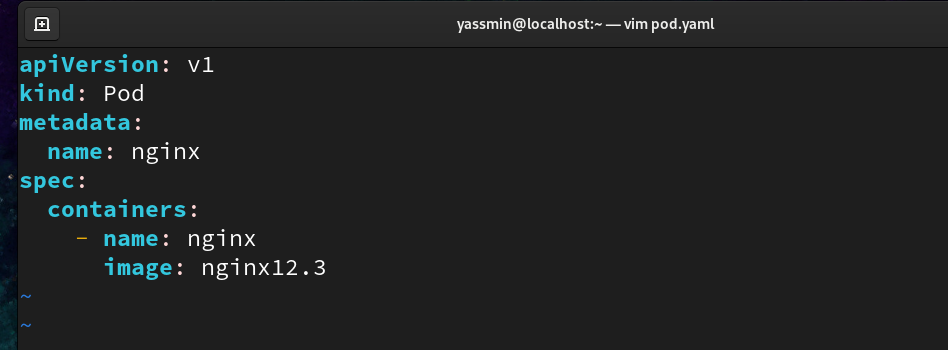 yassmin@localhost:~ — vim pod.yaml
apiVersion: v1
kind: Pod
metadata:
  name: nginx
spec:
  containers:
    - name: nginx
      image: nginx12.3
~
~